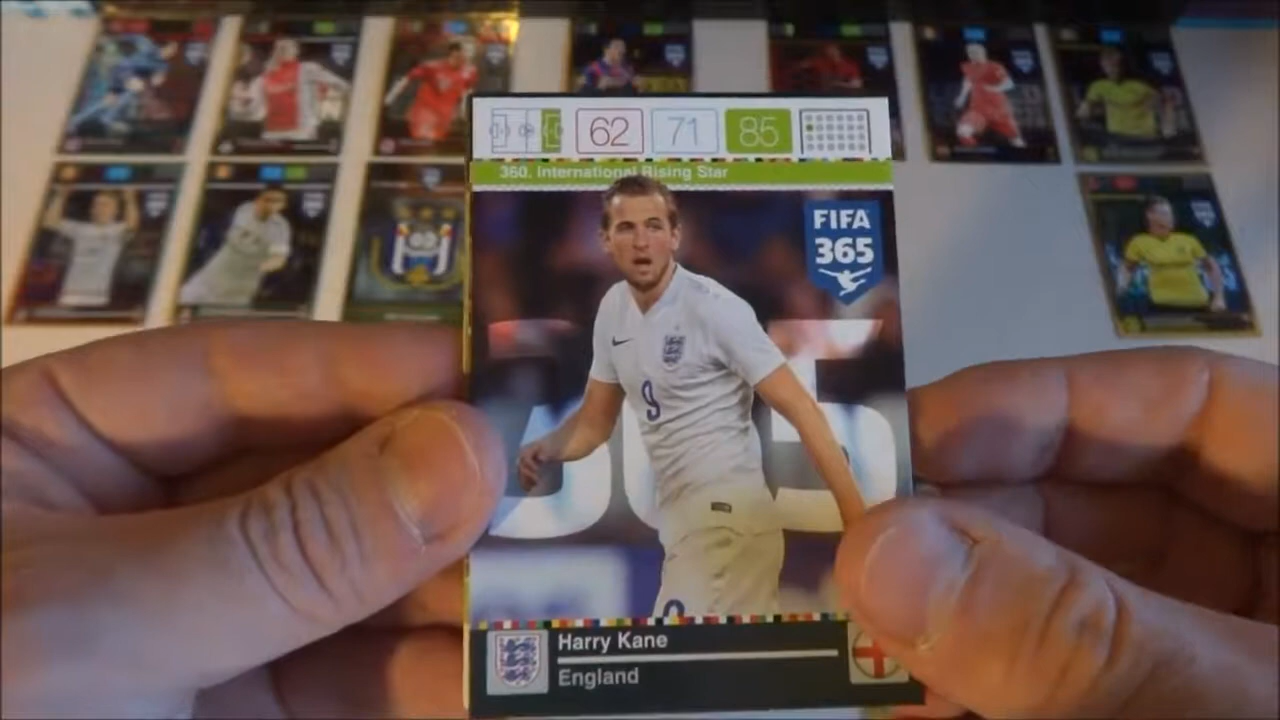 62 71 85
360. International Rising Star
FIFA
365
9
Harry Kane
England